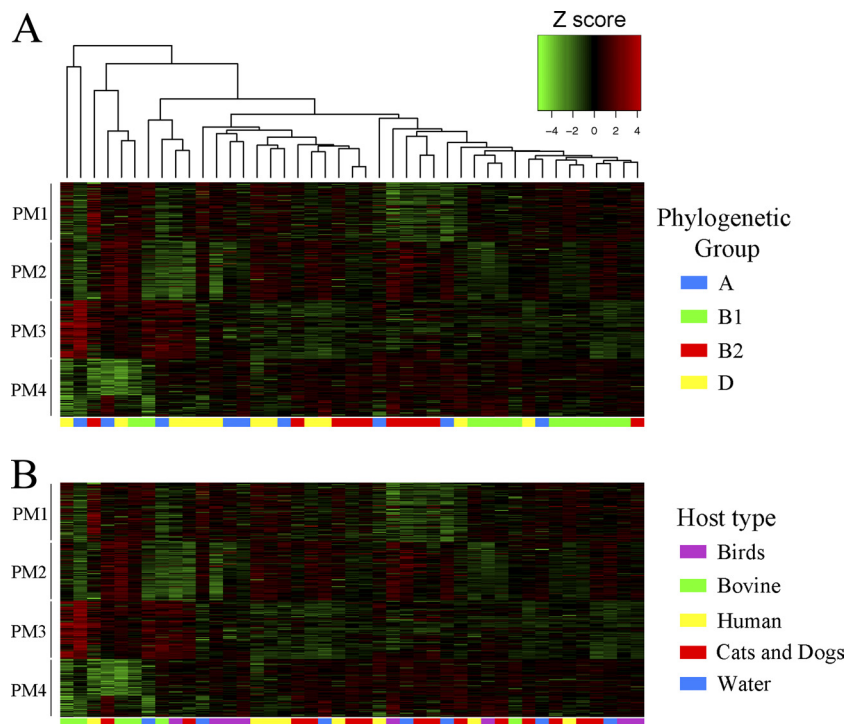 A
Z score
−4 −2 0 2 4
PM1
PM2
PM3
PM4
Phylogenetic
Group
A
B1
B2
D
B
PM1
PM2
PM3
PM4
Host type
Birds
Bovine
Human
Cats and Dogs
Water